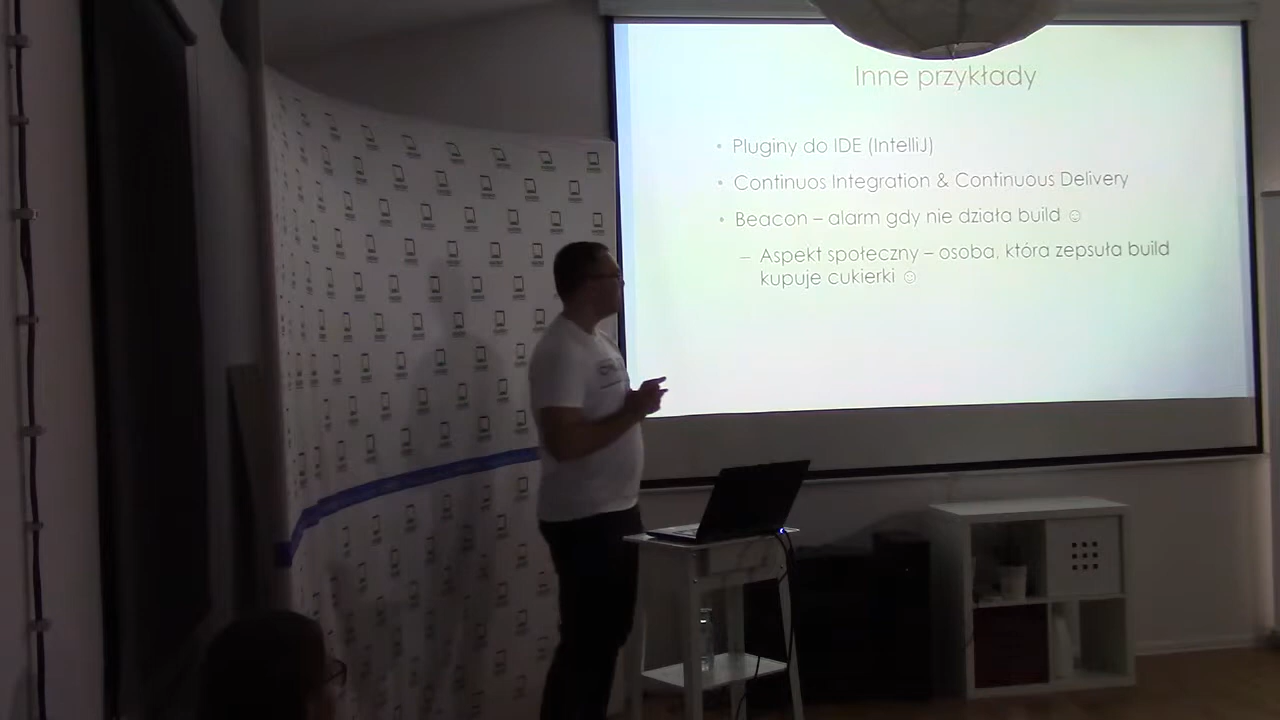 Inne przykłady
• Pluginy do IDE (IntelliJ)
• Continuos Integration & Continuous Delivery
• Beacon – alarm gdy nie działa build ☺
– Aspekt społeczny – osoba, która zepsuła build
kupuje cukierki ☺